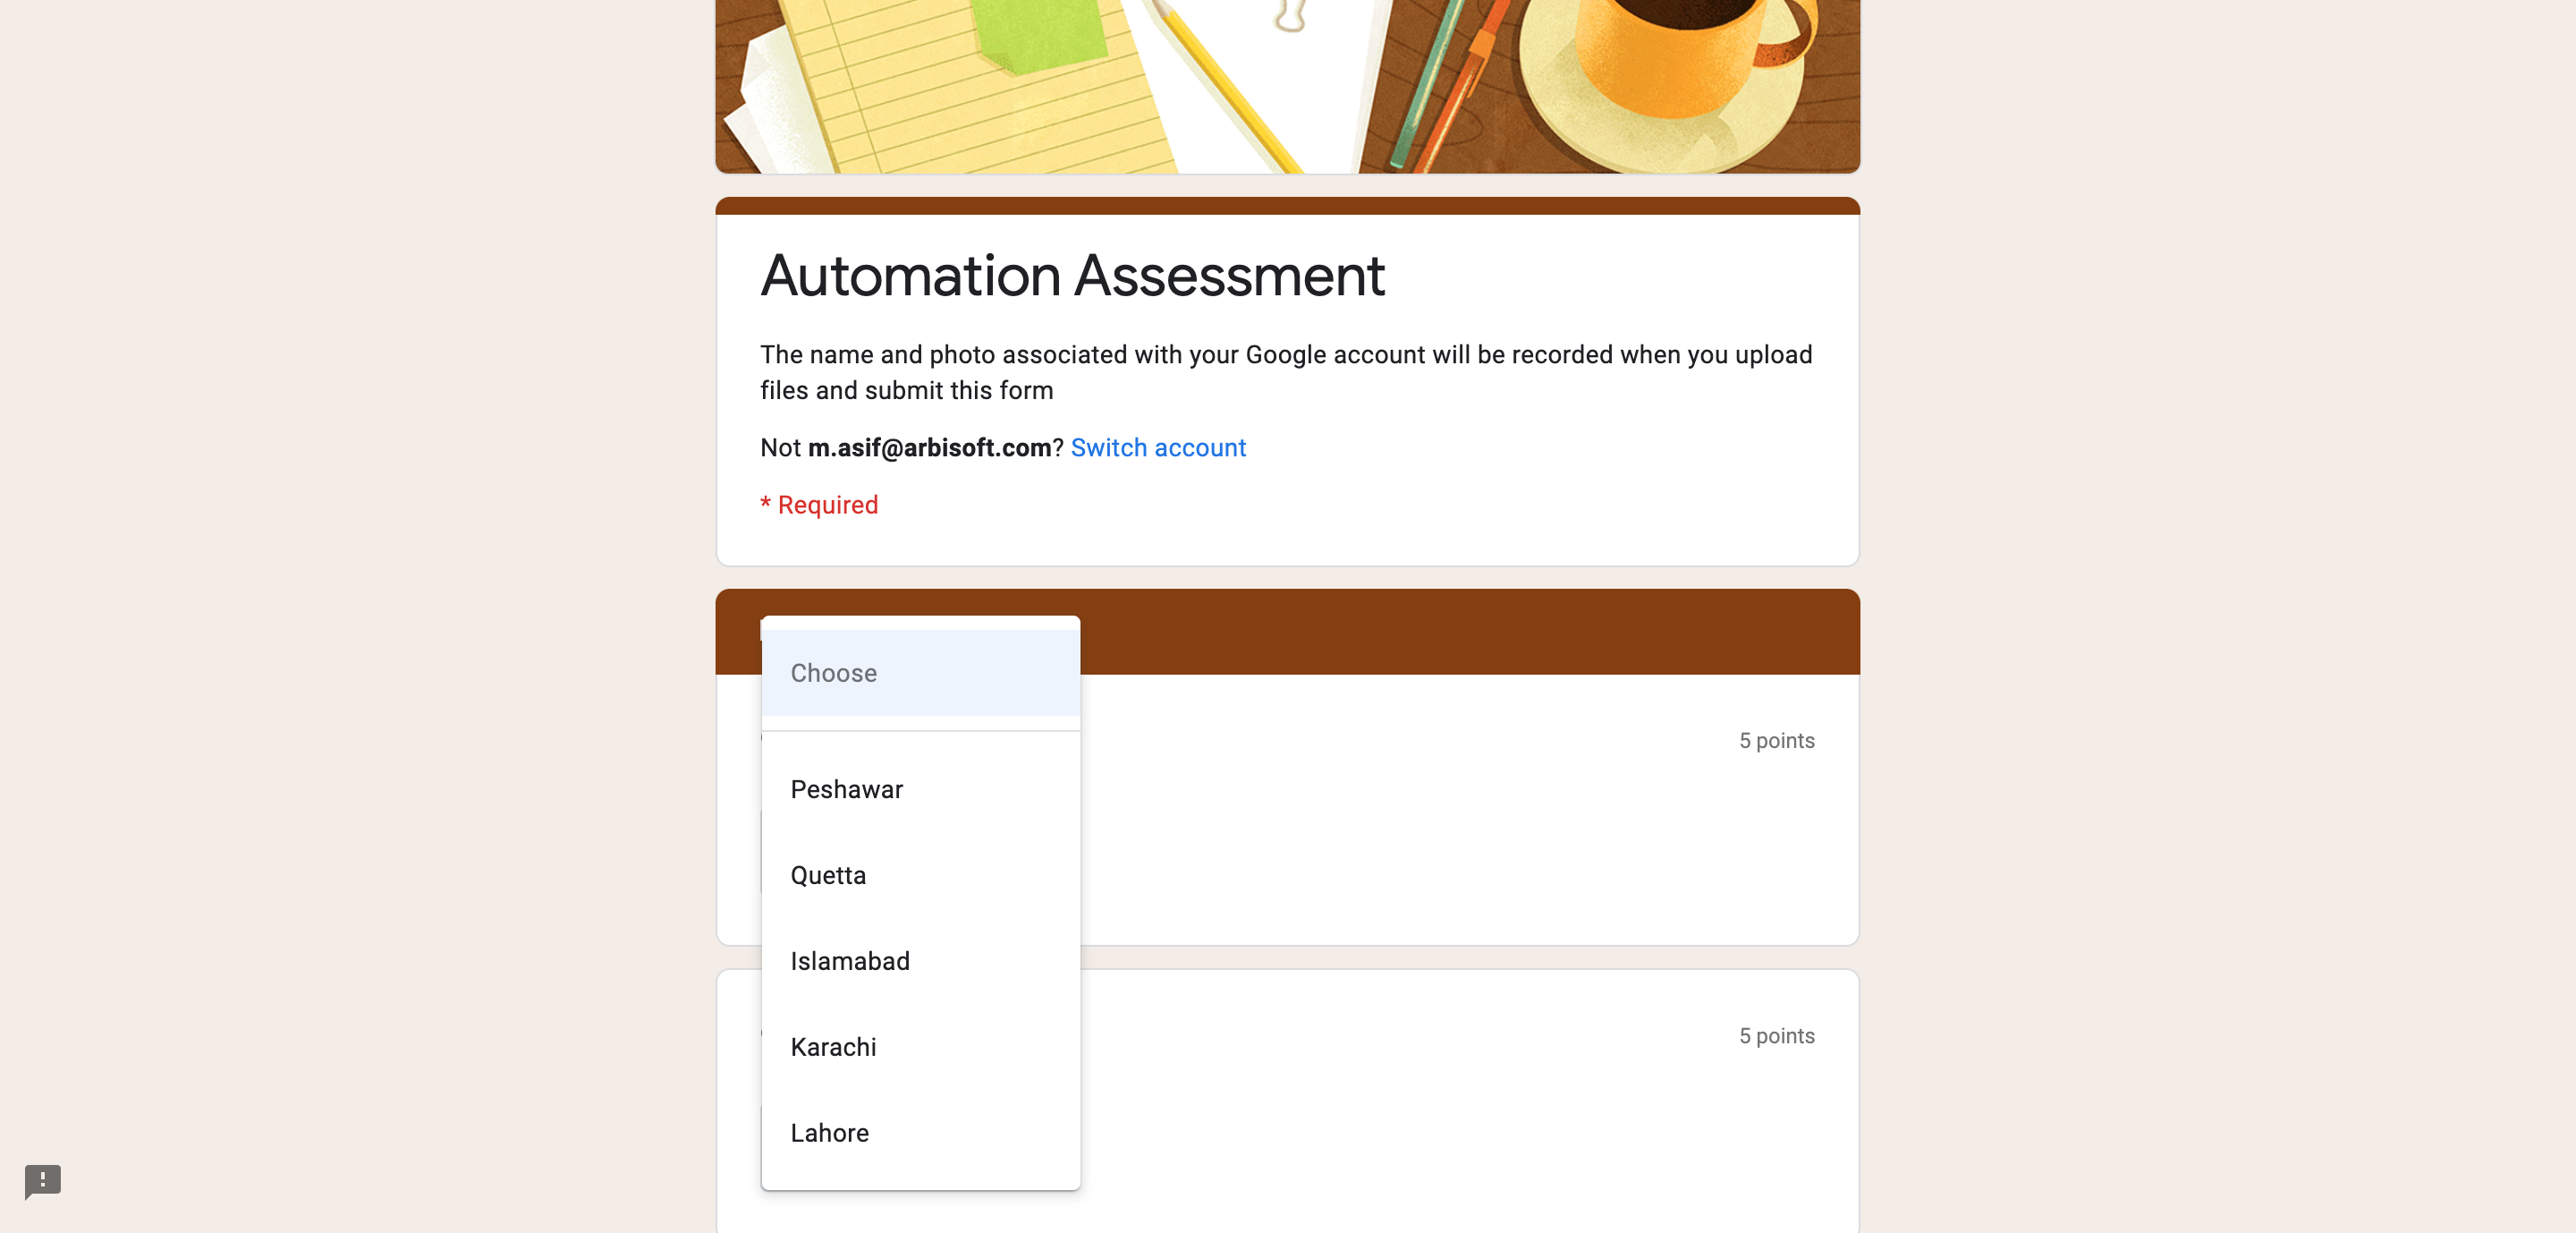 Automation Assessment
The name and photo associated with your Google account will be recorded when you upload
files and submit this form
Not m.asif@arbisoft.com? Switch account
* Required
Choose
5 points
Peshawar
Quetta
Islamabad
Karachi
5 points
Lahore